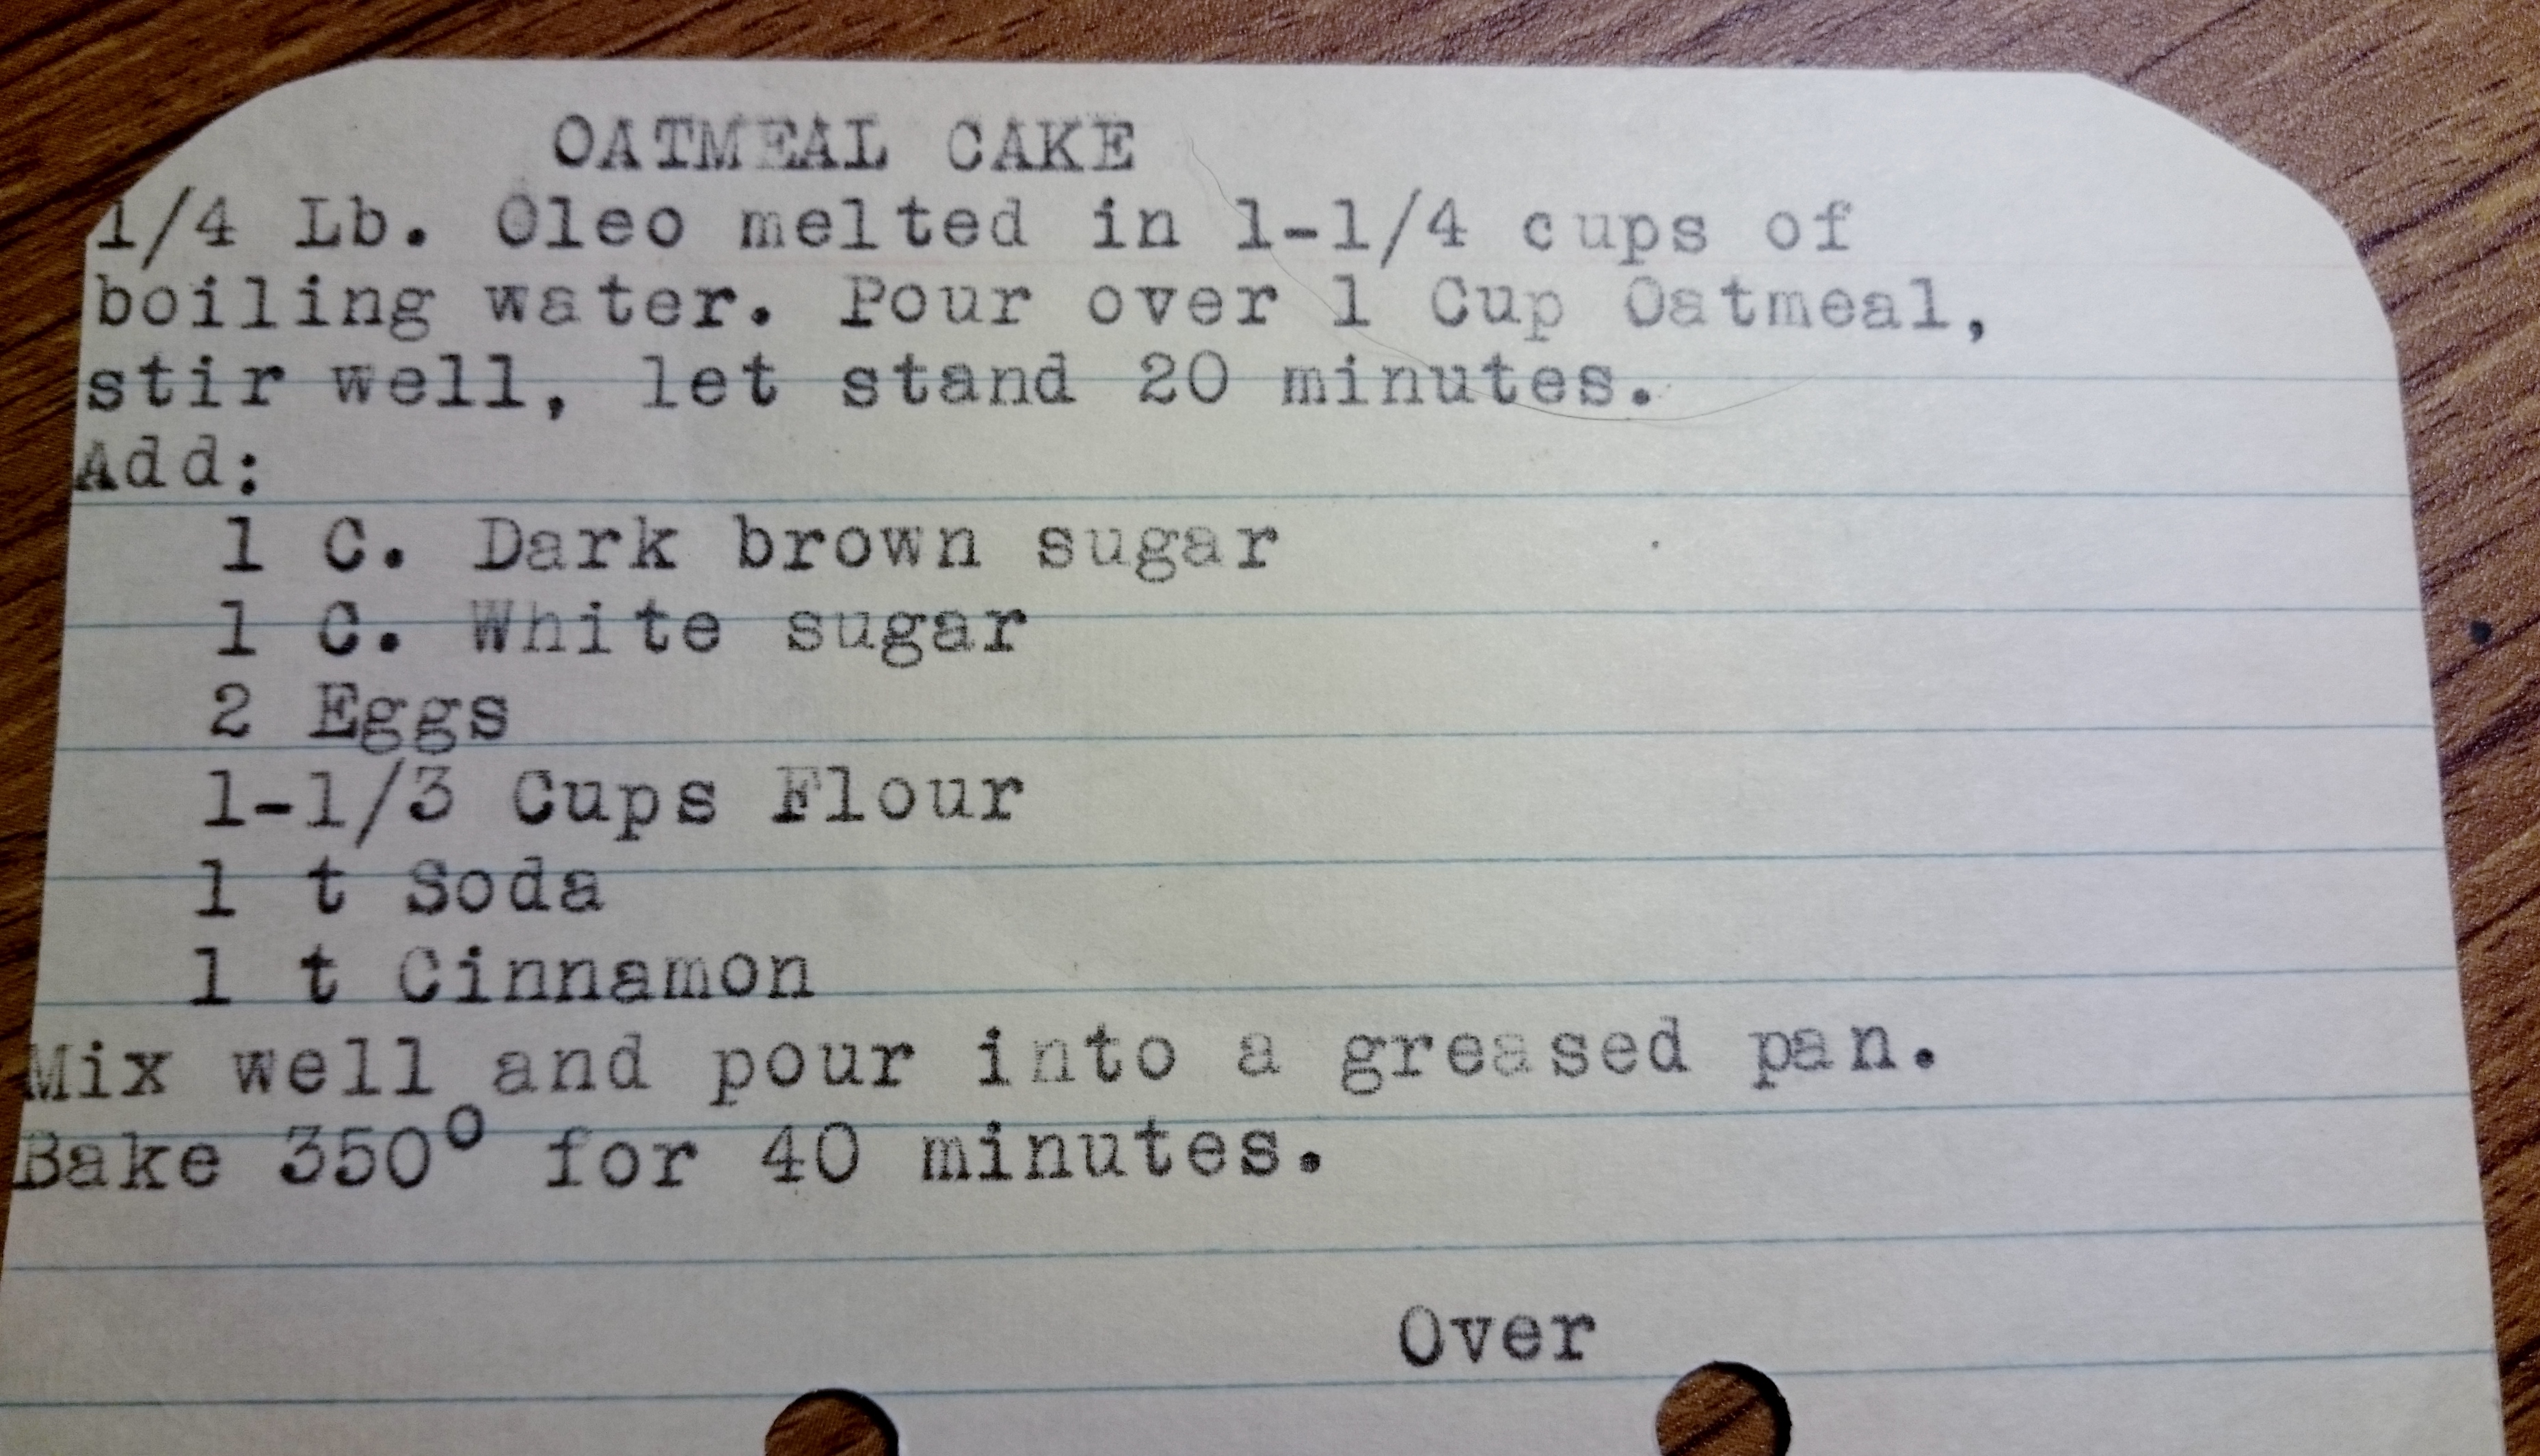 OATMEAL CAKE
1/4 Lb. Oleo melted in 1-1/4 cups of
boiling water. Pour over 1 Cup Oatmeal,
stir well, let stand 20 minutes.
Add:
1 C. Dark brown sugar
1 C. White sugar
2 Eggs
1-1/3 Cups Flour
1 t Soda
1 t Cinnamon
Mix well and pour into a greased pan.
Bake 350° for 40 minutes.
Over